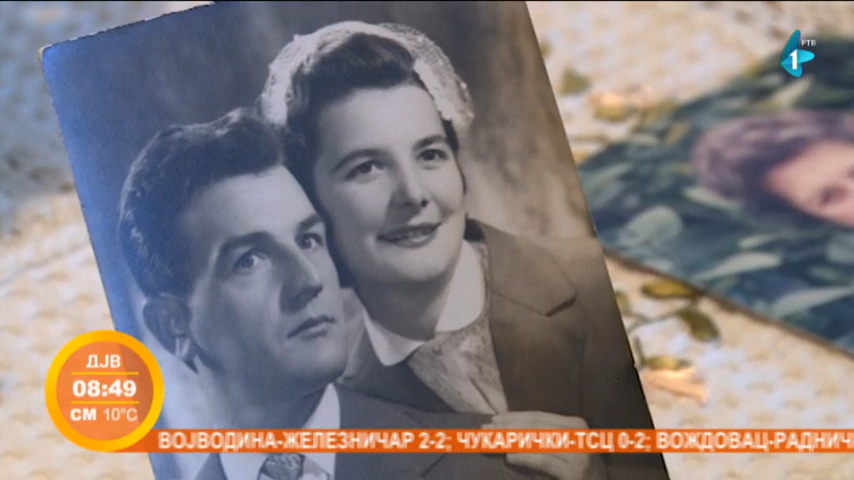 РТВ
1
ДЈВ
08:49
СМ 10°C
ВОЈВОДИНА-ЖЕЛЕЗНИЧАР 2-2; ЧУКАРИЧКИ-ТСЦ 0-2; ВОЖДОВАЦ-РАДНИЧ